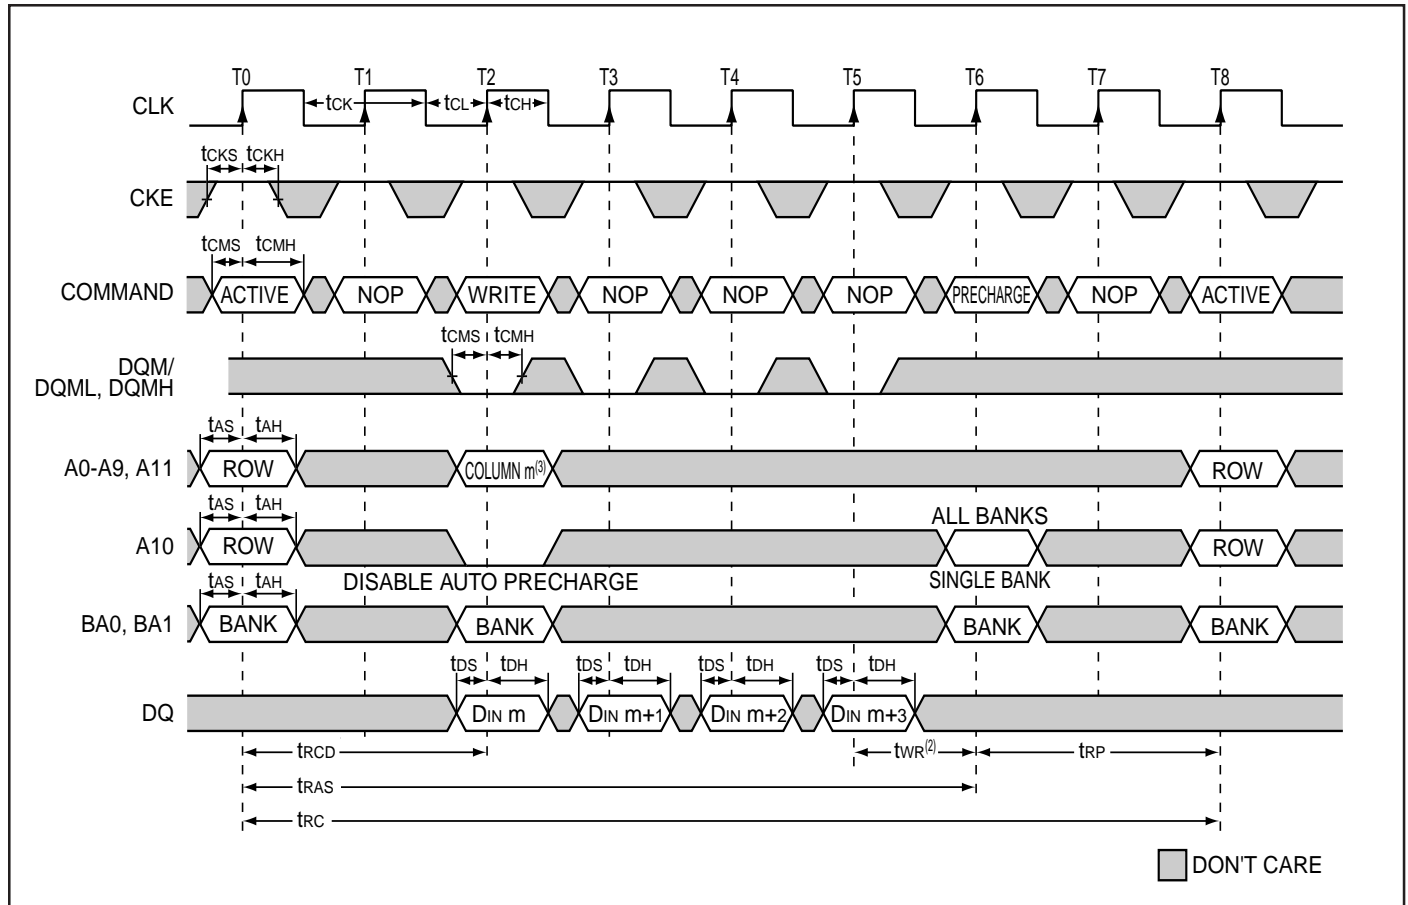 T0 T1 T2 T3 T4 T5 T6 T7 T8
CLK tCK tCL tCH
tCKS tCKH
CKE
tCMS tCMH
COMMAND ACTIVE NOP WRITE NOP NOP NOP PRECHARGE NOP ACTIVE
tCMS tCMH
DQM/
DQML, DQMH
tAS tAH
A0-A9, A11 ROW COLUMN m(3) ROW
tAS tAH ALL BANKS
A10 ROW ROW
DISABLE AUTO PRECHARGE SINGLE BANK
tAS tAH
BA0, BA1 BANK BANK BANK BANK
tDS tDH tDS tDH tDS tDH tDS tDH
DQ DIN m DIN m+1 DIN m+2 DIN m+3
tRCD tWR(2) tRP
tRAS
tRC
DON'T CARE